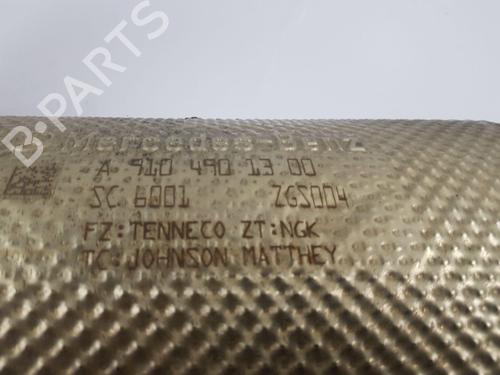 B-PARTS
Mercedes-Benz
A 910 490 13 00
SC 6001 ZGS004
FZ:TENNECO ZT:NGK
TC:JOHNSON MATTHEY